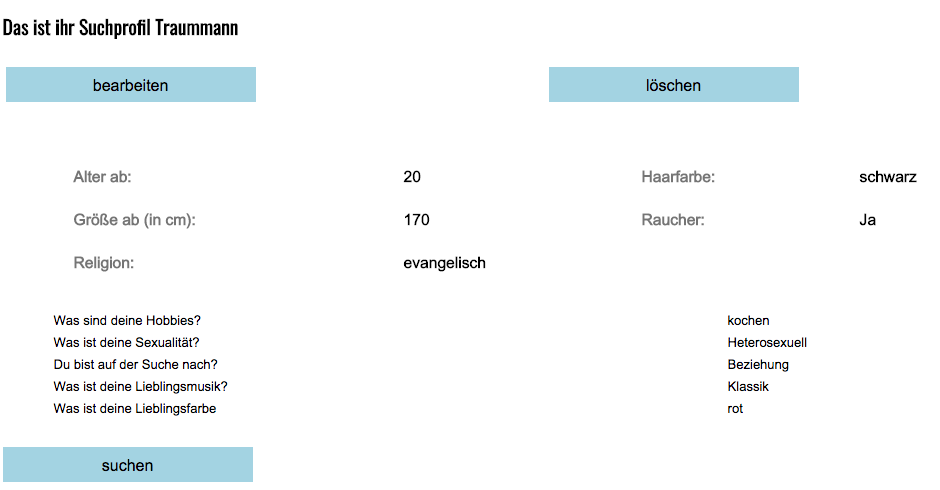 Das ist ihr Suchprofil Traummann
bearbeiten löschen
Alter ab: 20 Haarfarbe: schwarz
Größe ab (in cm): 170 Raucher: Ja
Religion: evangelisch
Was sind deine Hobbies? kochen
Was ist deine Sexualität? Heterosexuell
Du bist auf der Suche nach? Beziehung
Was ist deine Lieblingsmusik? Klassik
Was ist deine Lieblingsfarbe rot
suchen